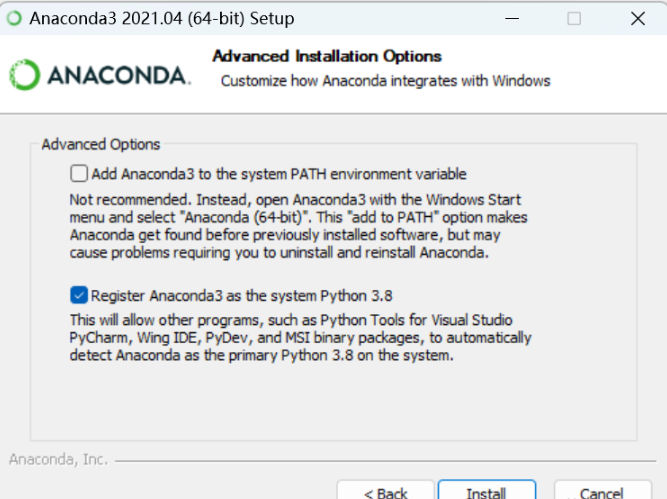 Anaconda3 2021.04 (64-bit) Setup
Advanced Installation Options
ANACONDA.
Customize how Anaconda integrates with Windows
Advanced Options
Add Anaconda3 to the system PATH environment variable
Not recommended. Instead, open Anaconda3 with the Windows Start
menu and select "Anaconda (64-bit)". This "add to PATH" option makes
Anaconda get found before previously installed software, but may
cause problems requiring you to uninstall and reinstall Anaconda.
Register Anaconda3 as the system Python 3.8
This will allow other programs, such as Python Tools for Visual Studio
PyCharm, Wing IDE, PyDev, and MSI binary packages, to automatically
detect Anaconda as the primary Python 3.8 on the system.
Anaconda, Inc.
< Back Install Cancel